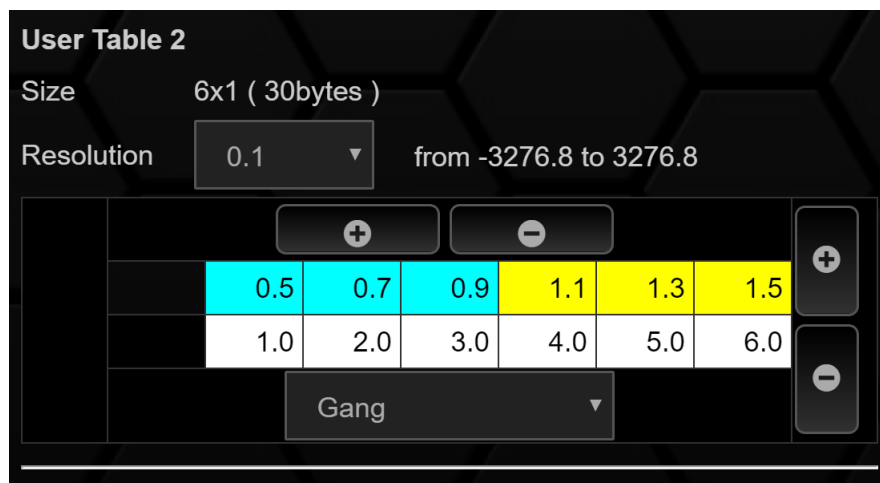 User Table 2
Size 6x1 ( 30bytes )
Resolution 0.1 from -3276.8 to 3276.8
0.5 0.7 0.9 1.1 1.3 1.5
1.0 2.0 3.0 4.0 5.0 6.0
Gang